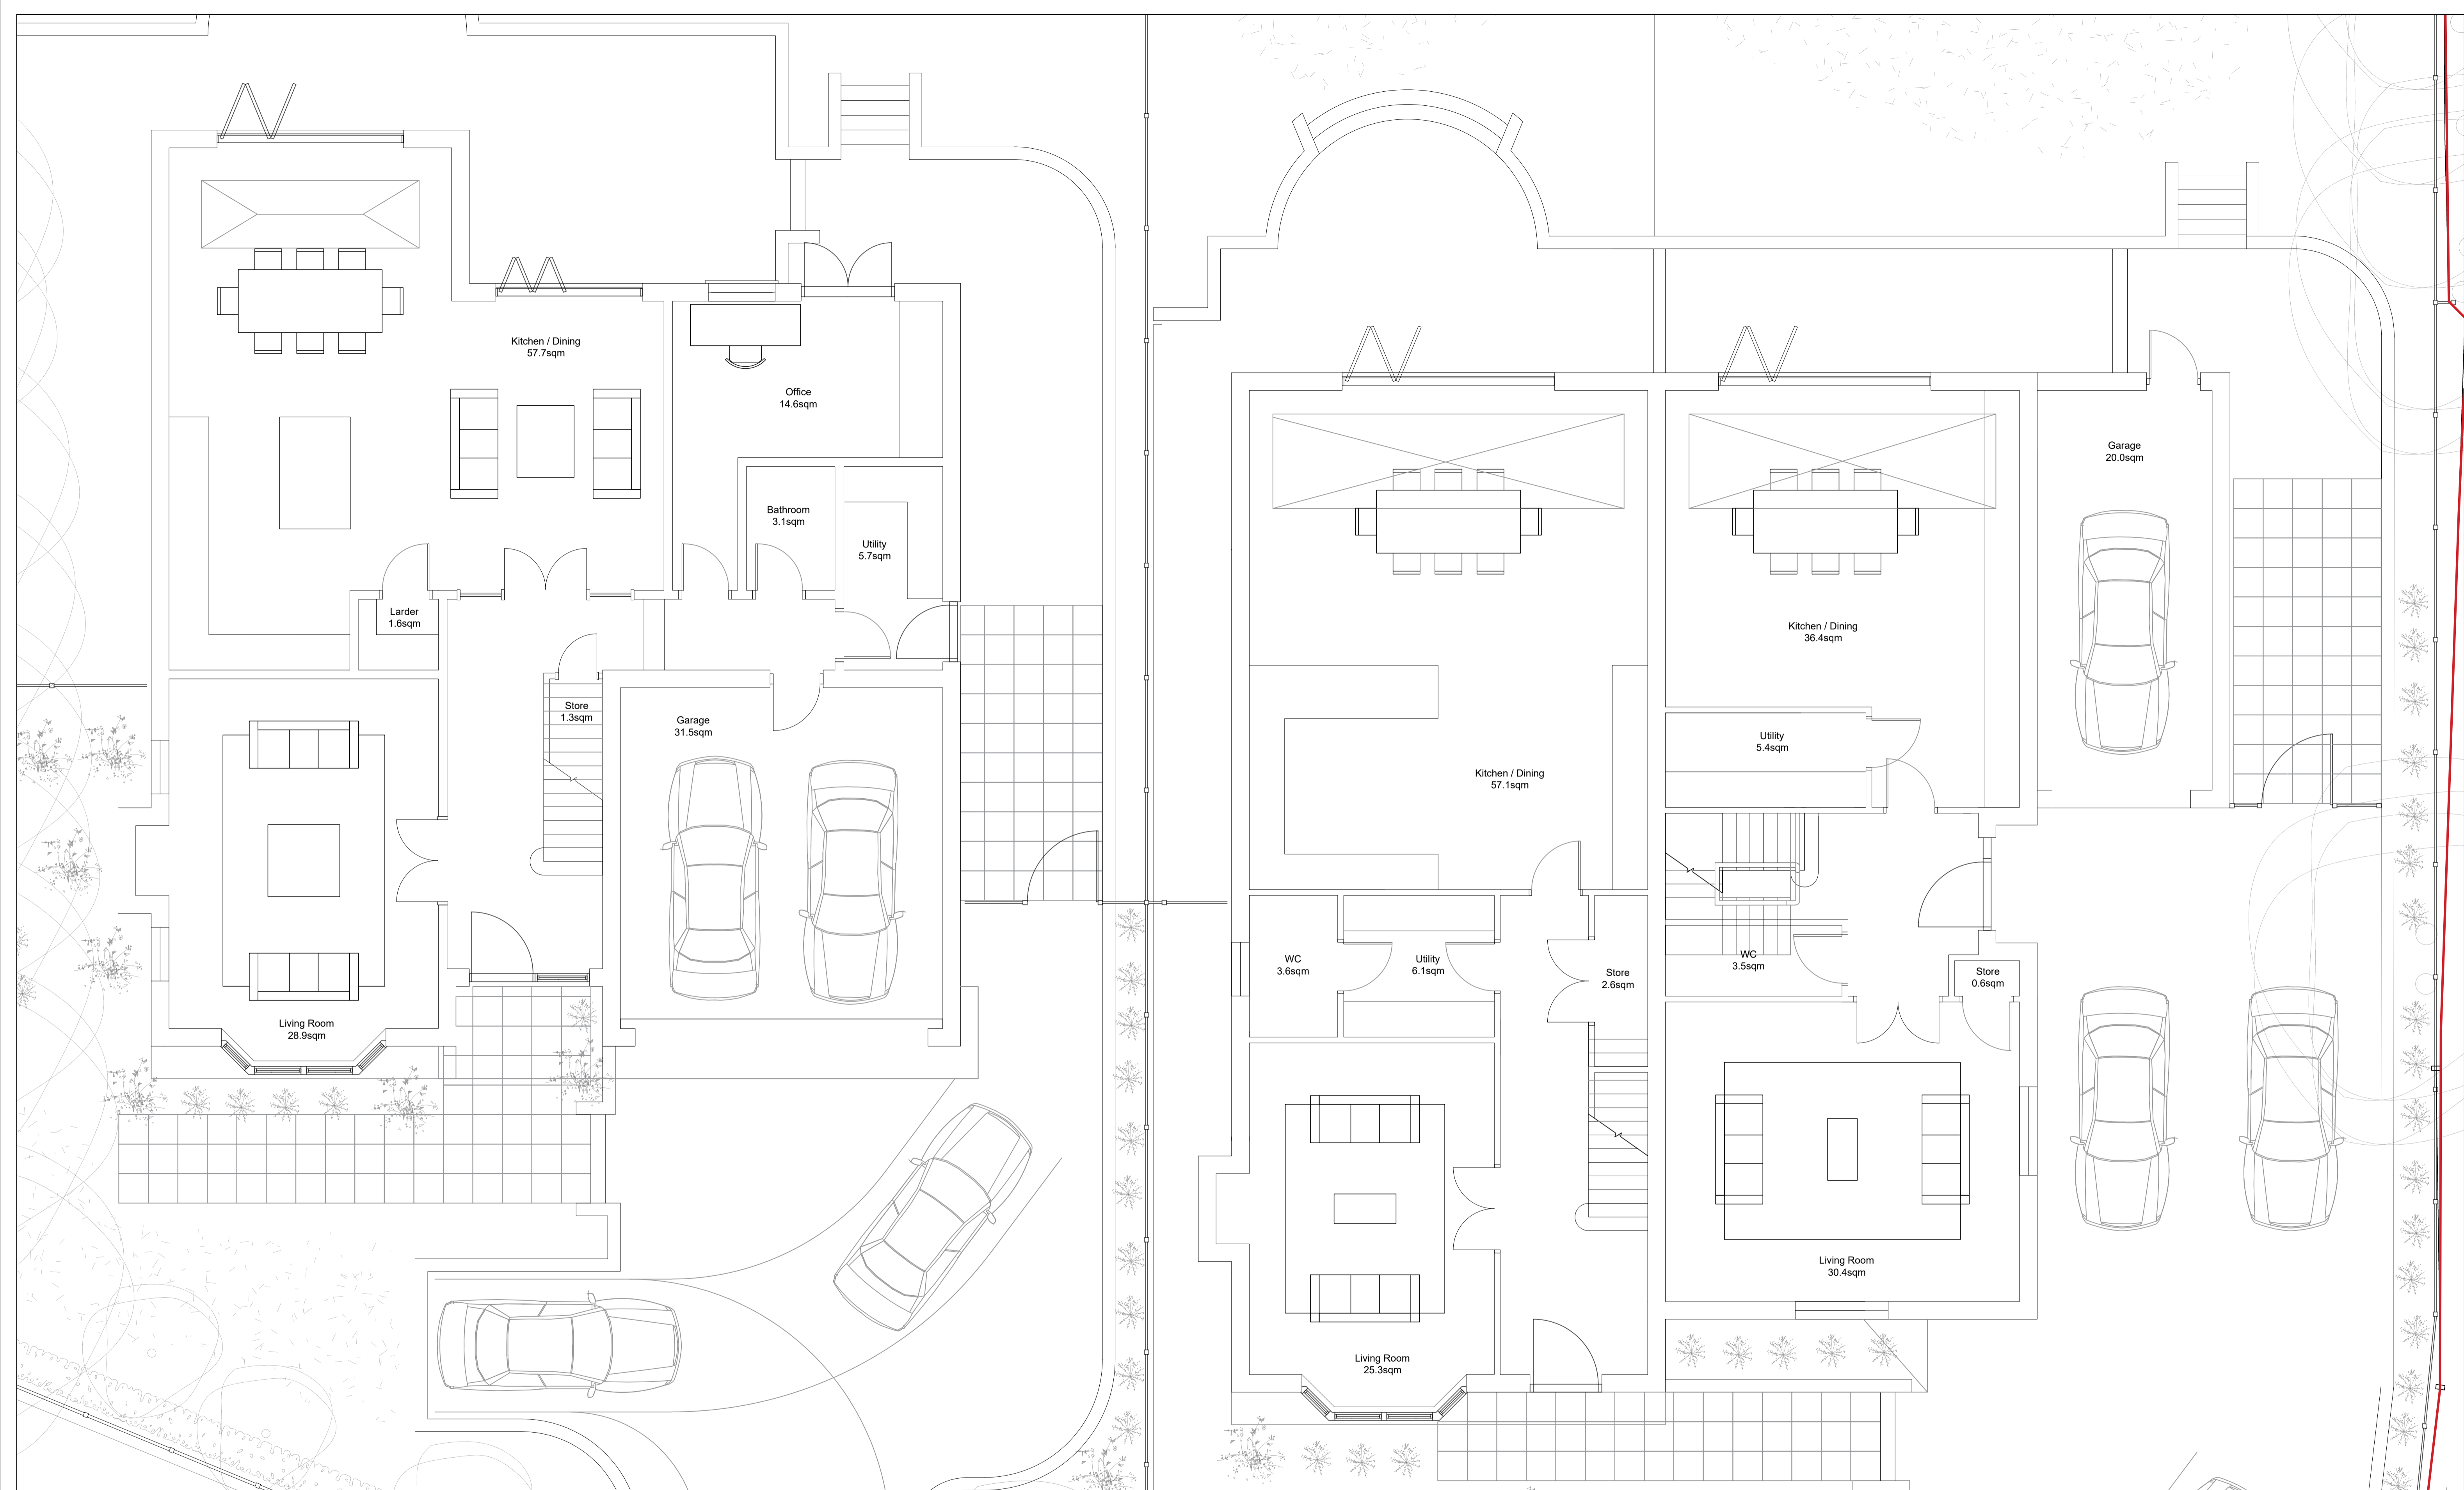 Kitchen / Dining
57.7sqm
Office
14.6sqm
Bathroom
3.1sqm
Utility
5.7sqm
Larder
1.6sqm
Store
1.3sqm
Garage
31.5sqm
Living Room
28.9sqm
Kitchen / Dining
57.1sqm
WC
3.6sqm
Utility
6.1sqm
Store
2.6sqm
Living Room
25.3sqm
Garage
20.0sqm
Kitchen / Dining
36.4sqm
Utility
5.4sqm
WC
3.5sqm
Store
0.6sqm
Living Room
30.4sqm